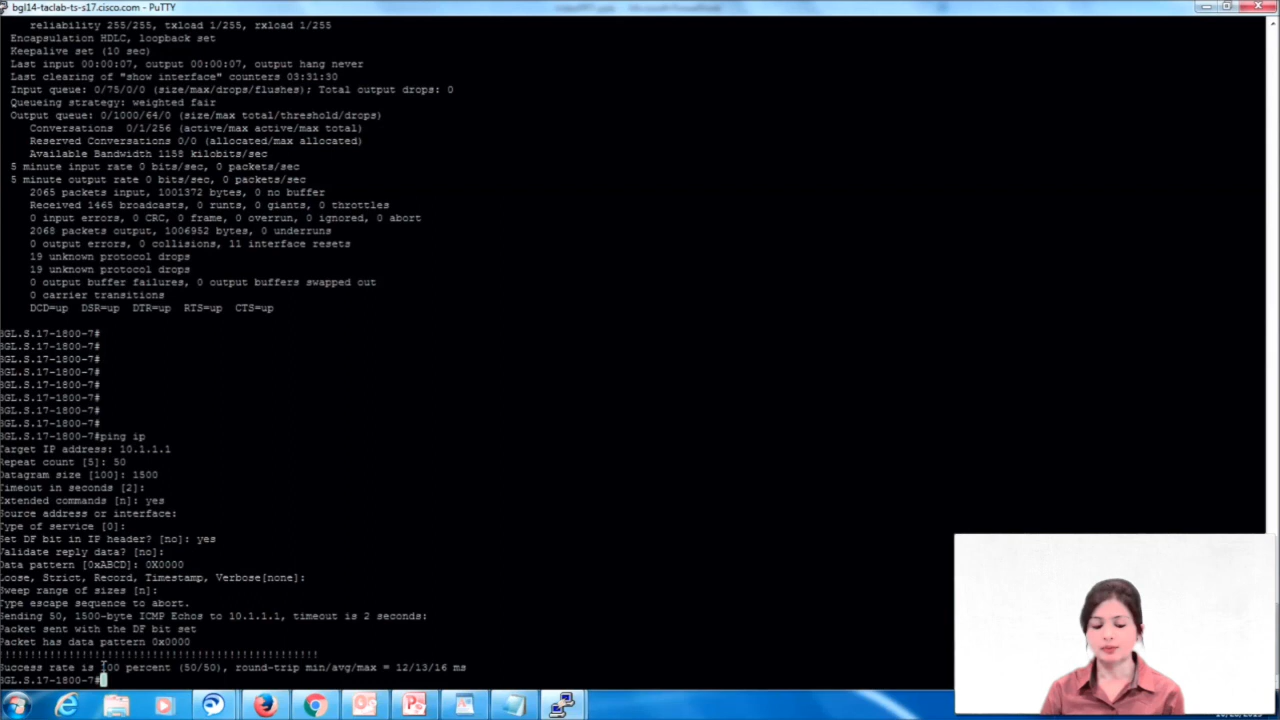 bgl14-taclab-ts-s17.cisco.com - PuTTY
reliability 255/255, txload 1/255, rxload 1/255
Encapsulation HDLC, loopback set
Keepalive set (10 sec)
Last input 00:00:07, output 00:00:07, output hang never
Last clearing of "show interface" counters 03:31:30
Input queue: 0/75/0/0 (size/max/drops/flushes); Total output drops: 0
Queueing strategy: weighted fair
Output queue: 0/1000/64/0 (size/max total/threshold/drops)
Conversations 0/1/256 (active/max active/max total)
Reserved Conversations 0/0 (allocated/max allocated)
Available Bandwidth 1158 kilobits/sec
5 minute input rate 0 bits/sec, 0 packets/sec
5 minute output rate 0 bits/sec, 0 packets/sec
2065 packets input, 1001372 bytes, 0 no buffer
Received 1465 broadcasts, 0 runts, 0 giants, 0 throttles
0 input errors, 0 CRC, 0 frame, 0 overrun, 0 ignored, 0 abort
2068 packets output, 1006952 bytes, 0 underruns
0 output errors, 0 collisions, 11 interface resets
19 unknown protocol drops
19 unknown protocol drops
0 output buffer failures, 0 output buffers swapped out
0 carrier transitions
DCD=up DSR=up DTR=up RTS=up CTS=up
BGL.S.17-1800-7#
BGL.S.17-1800-7#
BGL.S.17-1800-7#
BGL.S.17-1800-7#
BGL.S.17-1800-7#
BGL.S.17-1800-7#
BGL.S.17-1800-7#
BGL.S.17-1800-7#
BGL.S.17-1800-7#ping ip
Target IP address: 10.1.1.1
Repeat count [5]: 50
Datagram size [100]: 1500
Timeout in seconds [2]:
Extended commands [n]: yes
Source address or interface:
Type of service [0]:
Set DF bit in IP header? [no]: yes
Validate reply data? [no]:
Data pattern [0xABCD]: 0X0000
Loose, Strict, Record, Timestamp, Verbose[none]:
Sweep range of sizes [n]:
Type escape sequence to abort.
Sending 50, 1500-byte ICMP Echos to 10.1.1.1, timeout is 2 seconds:
Packet sent with the DF bit set
Packet has data pattern 0x0000
!!!!!!!!!!!!!!!!!!!!!!!!!!!!!!!!!!!!!!!!!!!!!!!!!!
Success rate is 100 percent (50/50), round-trip min/avg/max = 12/13/16 ms
BGL.S.17-1800-7#